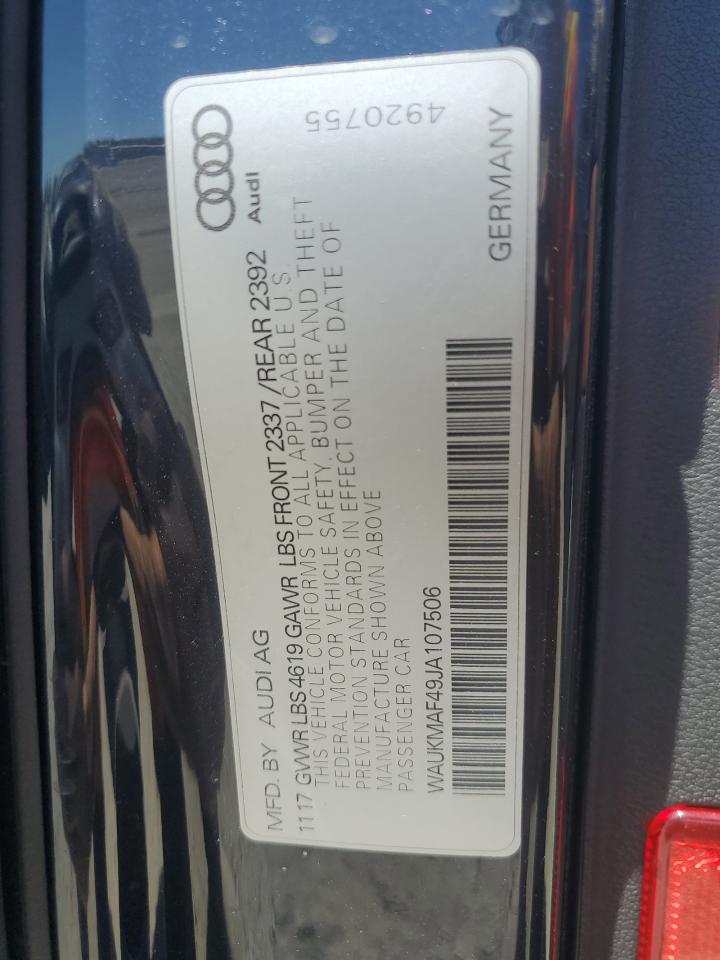 MFD. BY AUDI AG
Audi
11 17 GVWR LBS 4619 GAWR LBS FRONT 2337 /REAR 2392
THIS VEHICLE CONFORMS TO ALL APPLICABLE U.S.
FEDERAL MOTOR VEHICLE SAFETY, BUMPER AND THEFT
PREVENTION STANDARDS IN EFFECT ON THE DATE OF
MANUFACTURE SHOWN ABOVE
PASSENGER CAR
4920755
WAUKMAF49JA107506
GERMANY